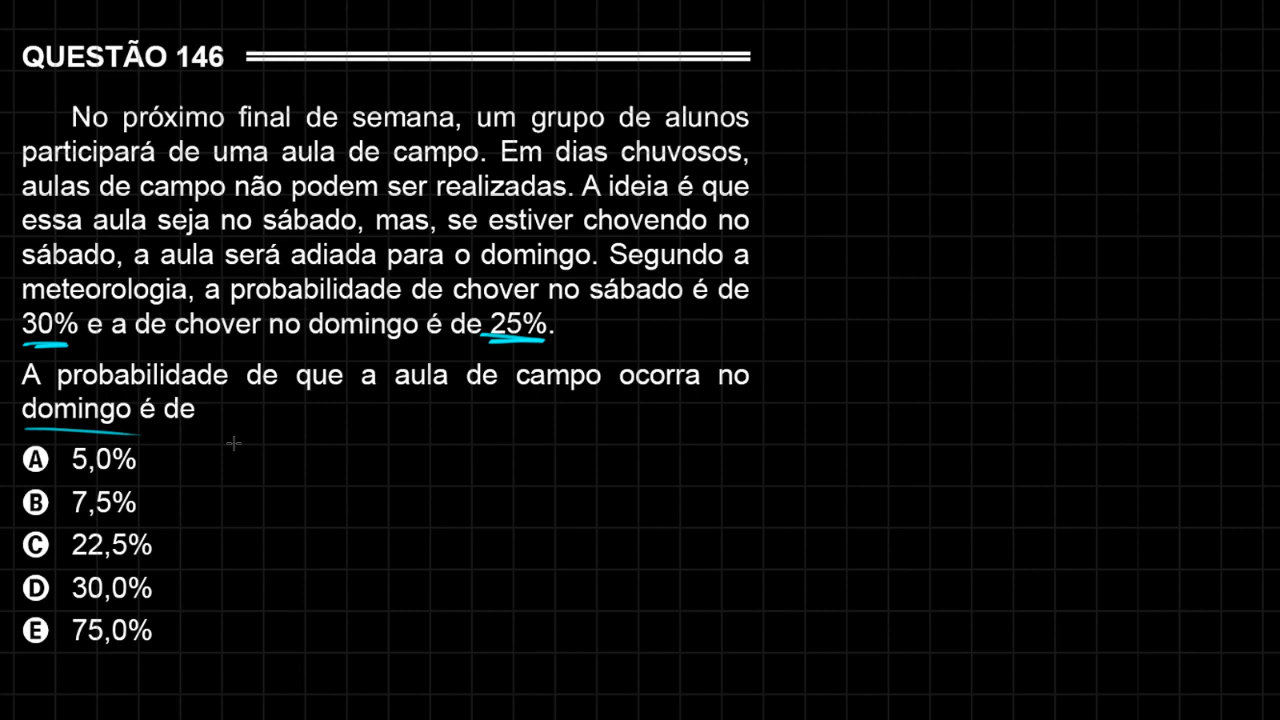 QUESTÃO 146
No próximo final de semana, um grupo de alunos
participará de uma aula de campo. Em dias chuvosos,
aulas de campo não podem ser realizadas. A ideia é que
essa aula seja no sábado, mas, se estiver chovendo no
sábado, a aula será adiada para o domingo. Segundo a
meteorologia, a probabilidade de chover no sábado é de
30% e a de chover no domingo é de 25%.
A probabilidade de que a aula de campo ocorra no
domingo é de
A 5,0%
B 7,5%
C 22,5%
D 30,0%
E 75,0%